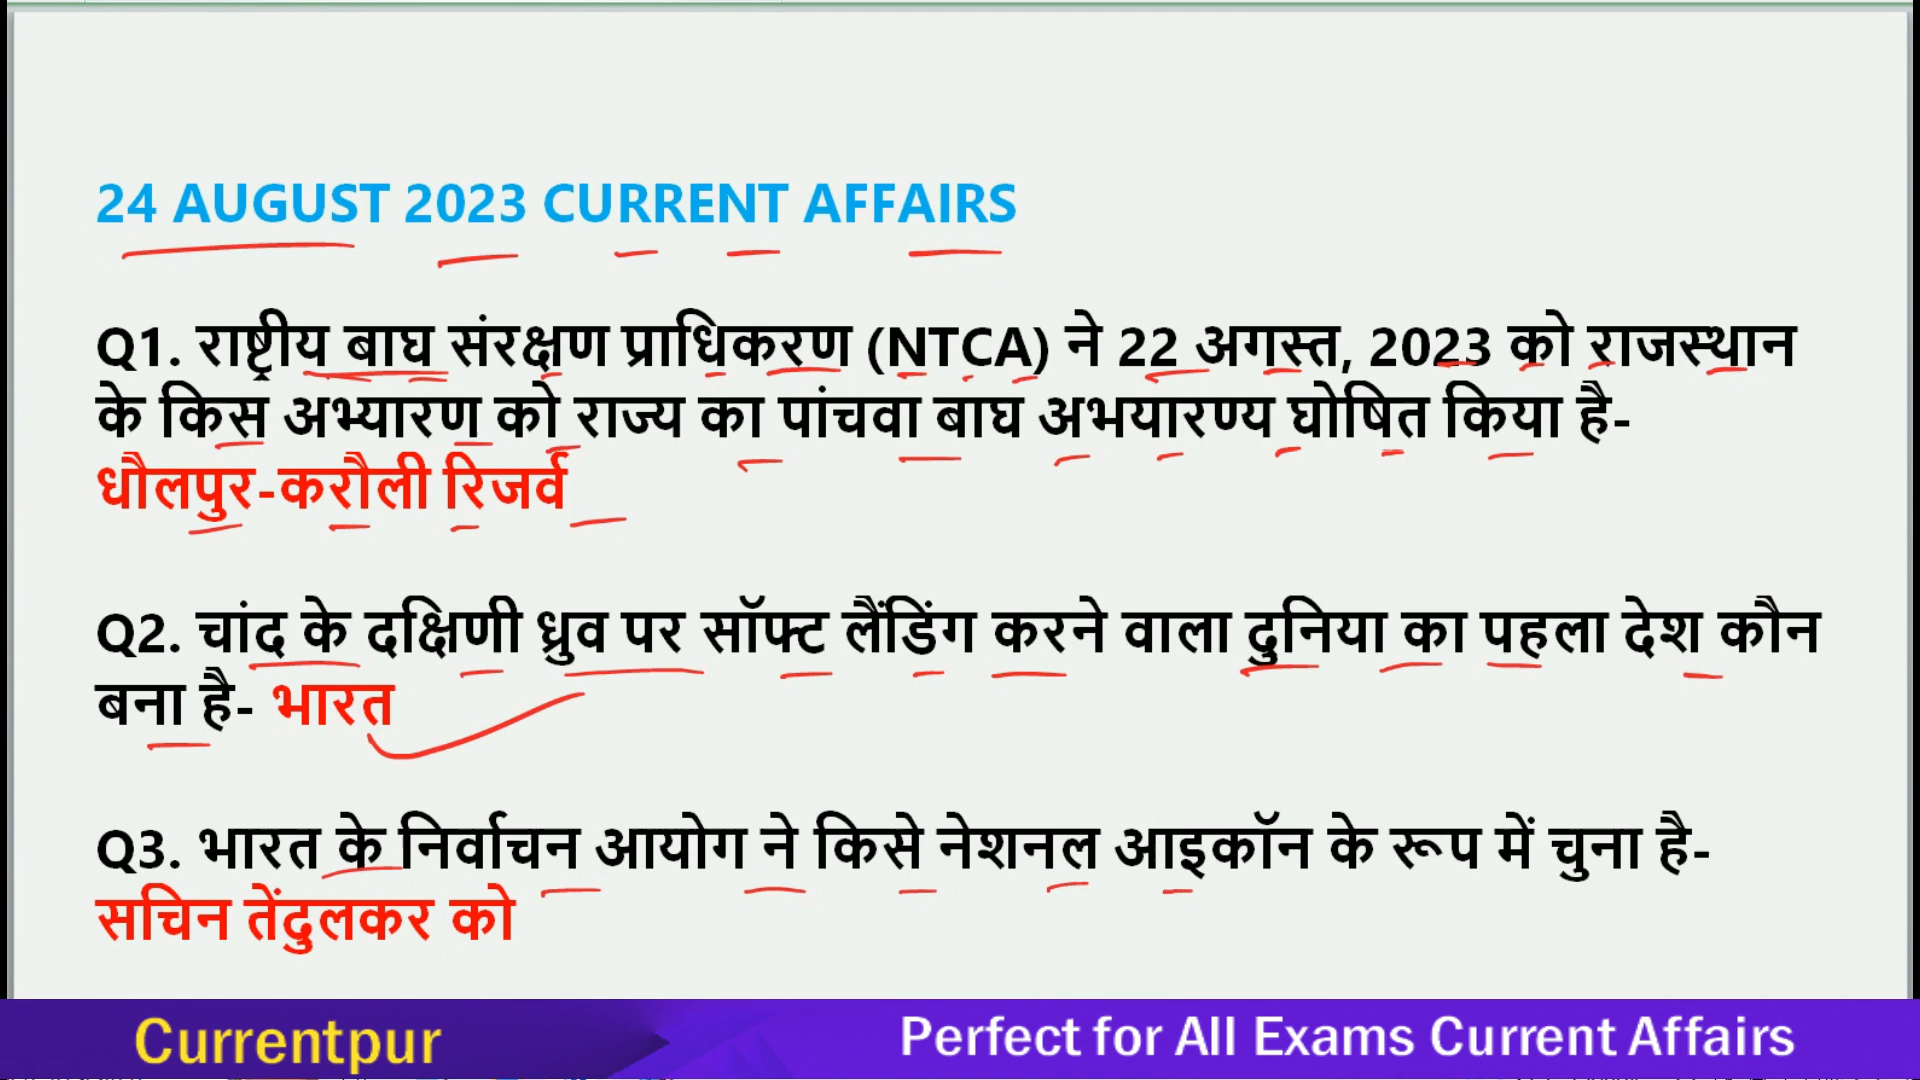 24 AUGUST 2023 CURRENT AFFAIRS
Q1. राष्ट्रीय बाघ संरक्षण प्राधिकरण (NTCA) ने 22 अगस्त, 2023 को राजस्थान
के किस अभ्यारण को राज्य का पांचवा बाघ अभयारण्य घोषित किया है-
धौलपुर-करौली रिजर्व
Q2. चांद के दक्षिणी ध्रुव पर सॉफ्ट लैंडिंग करने वाला दुनिया का पहला देश कौन
बना है- भारत
Q3. भारत के निर्वाचन आयोग ने किसे नेशनल आइकॉन के रूप में चुना है-
सचिन तेंदुलकर को
Currentpur
Perfect for All Exams Current Affairs